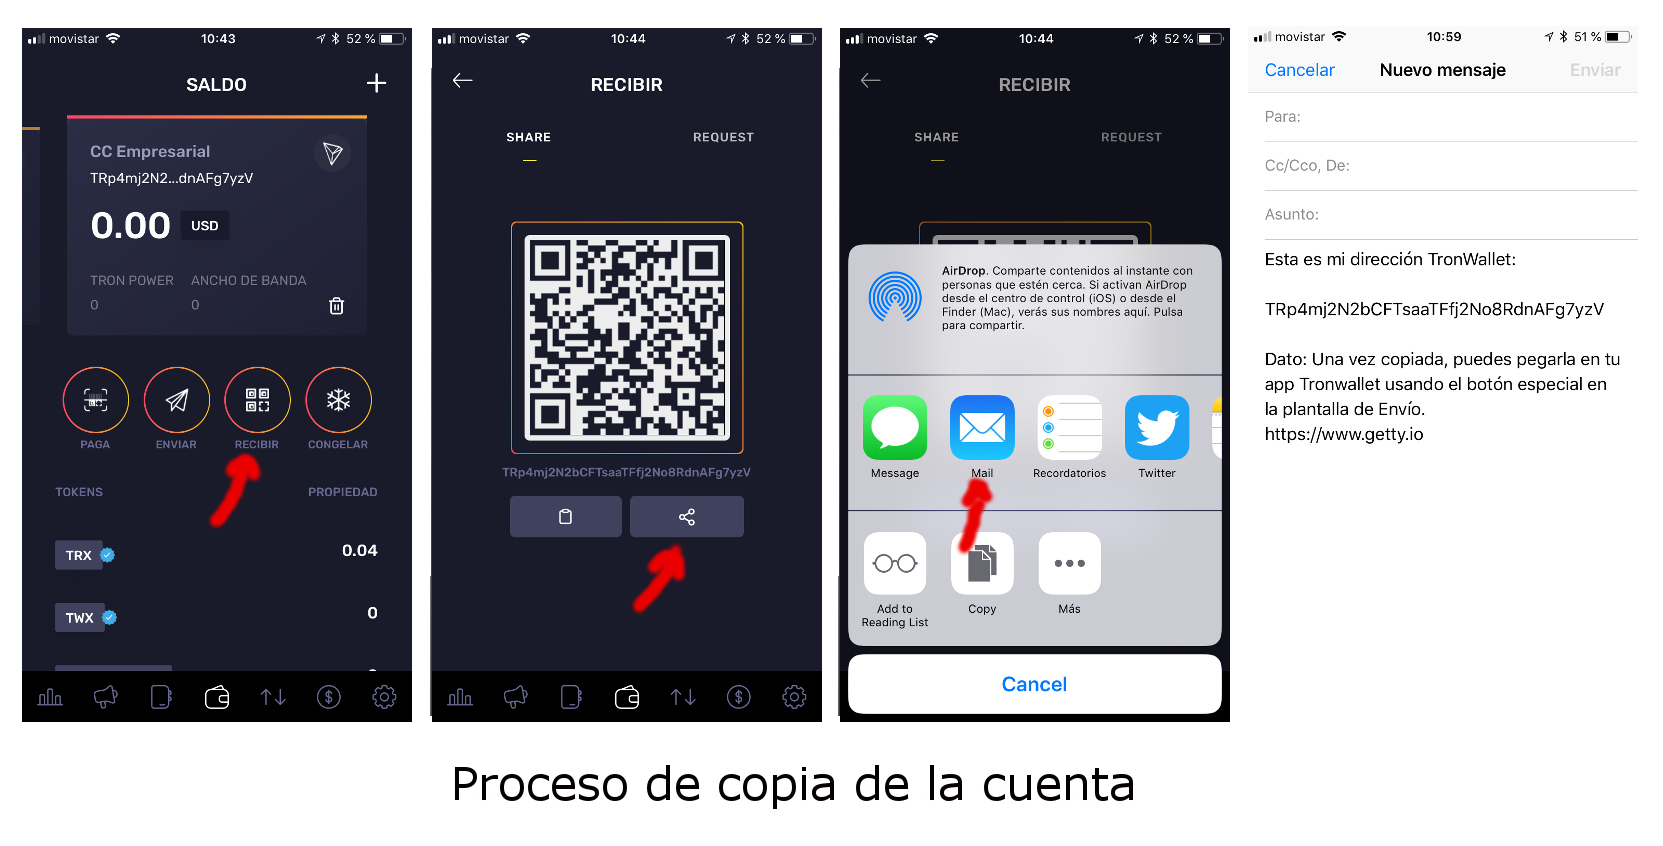 movistar 10:43 52 %
SALDO
CC Empresarial
TRp4mj2N2...dnAFg7yzV
0.00 USD
TRON POWER ANCHO DE BANDA
0 0
PAGA ENVIAR RECIBIR CONGELAR
TOKENS PROPIEDAD
TRX 0.04
TWX 0
movistar 10:44 52 %
RECIBIR
SHARE REQUEST
TRp4mj2N2bCFTsaaTFfj2No8RdnAFg7yzV
movistar 10:44 52 %
RECIBIR
SHARE REQUEST
AirDrop. Comparte contenidos al instante con
personas que estén cerca. Si activan AirDrop
desde el centro de control (iOS) o desde el
Finder (Mac), verás sus nombres aquí. Pulsa
para compartir.
Message Mail Recordatorios Twitter
Add to Copy Más
Reading List
Cancel
movistar 10:59 51 %
Cancelar Nuevo mensaje Enviar
Para:
Cc/Cco, De:
Asunto:
Esta es mi dirección TronWallet:
TRp4mj2N2bCFTsaaTFfj2No8RdnAFg7yzV
Dato: Una vez copiada, puedes pegarla en tu
app Tronwallet usando el botón especial en
la plantalla de Envío.
https://www.getty.io
Proceso de copia de la cuenta